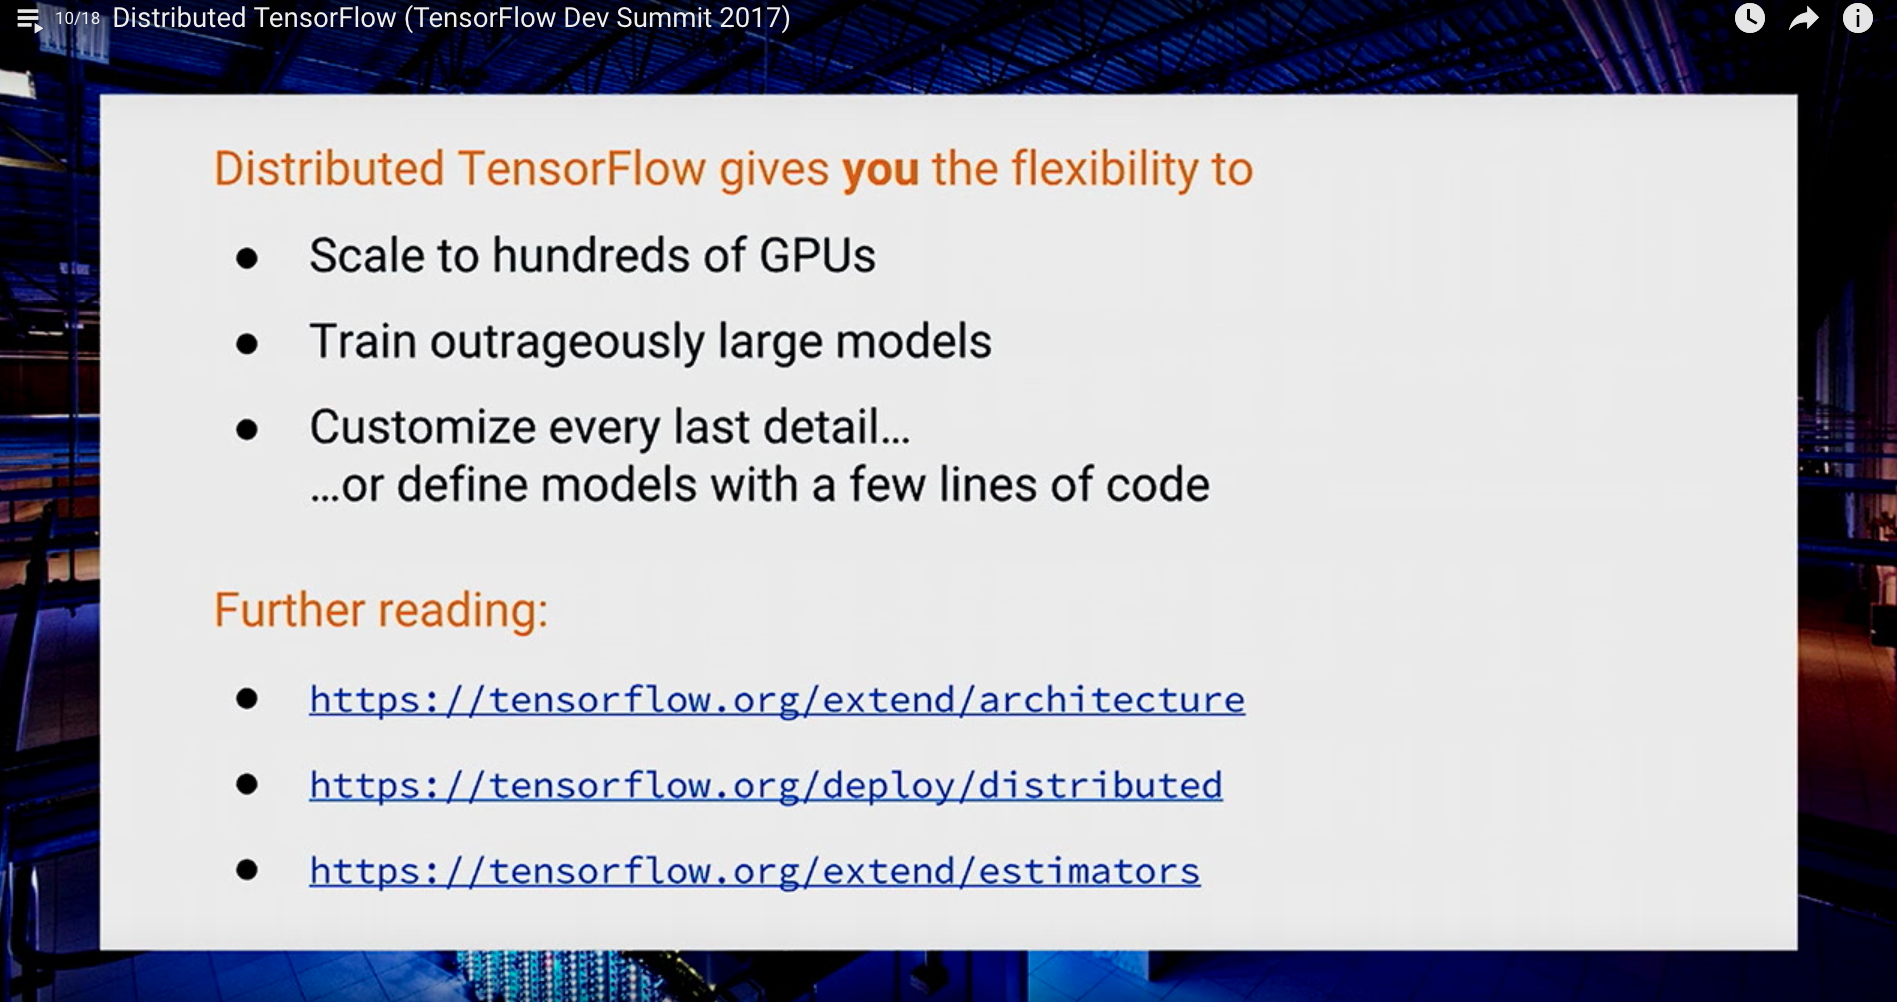 10/18 Distributed TensorFlow (TensorFlow Dev Summit 2017)
Distributed TensorFlow gives you the flexibility to
● Scale to hundreds of GPUs
● Train outrageously large models
● Customize every last detail...
...or define models with a few lines of code
Further reading:
● https://tensorflow.org/extend/architecture
● https://tensorflow.org/deploy/distributed
● https://tensorflow.org/extend/estimators